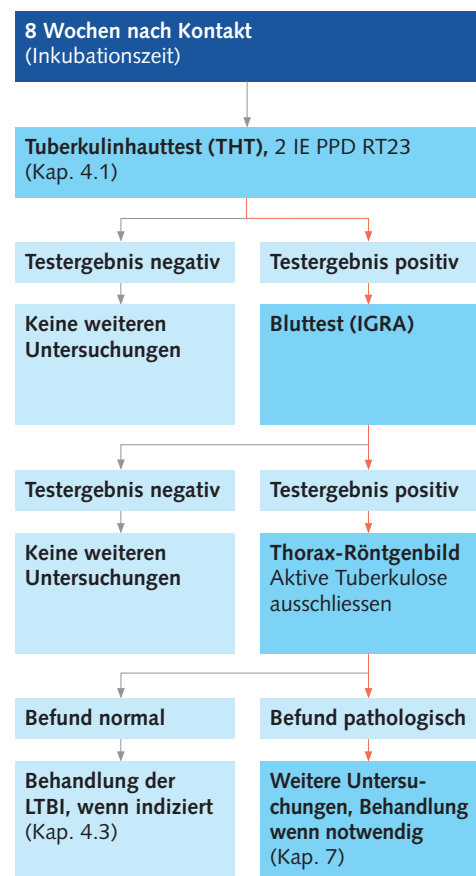 8 Wochen nach Kontakt
(Inkubationszeit)
Tuberkulinhauttest (THT), 2 IE PPD RT23
(Kap. 4.1)
Testergebnis negativ
Testergebnis positiv
Keine weiteren
Untersuchungen
Bluttest (IGRA)
Testergebnis negativ
Testergebnis positiv
Keine weiteren
Untersuchungen
Thorax-Röntgenbild
Aktive Tuberkulose
ausschliessen
Befund normal
Befund pathologisch
Behandlung der
LTBI, wenn indiziert
(Kap. 4.3)
Weitere Untersu-
chungen, Behandlung
wenn notwendig
(Kap. 7)